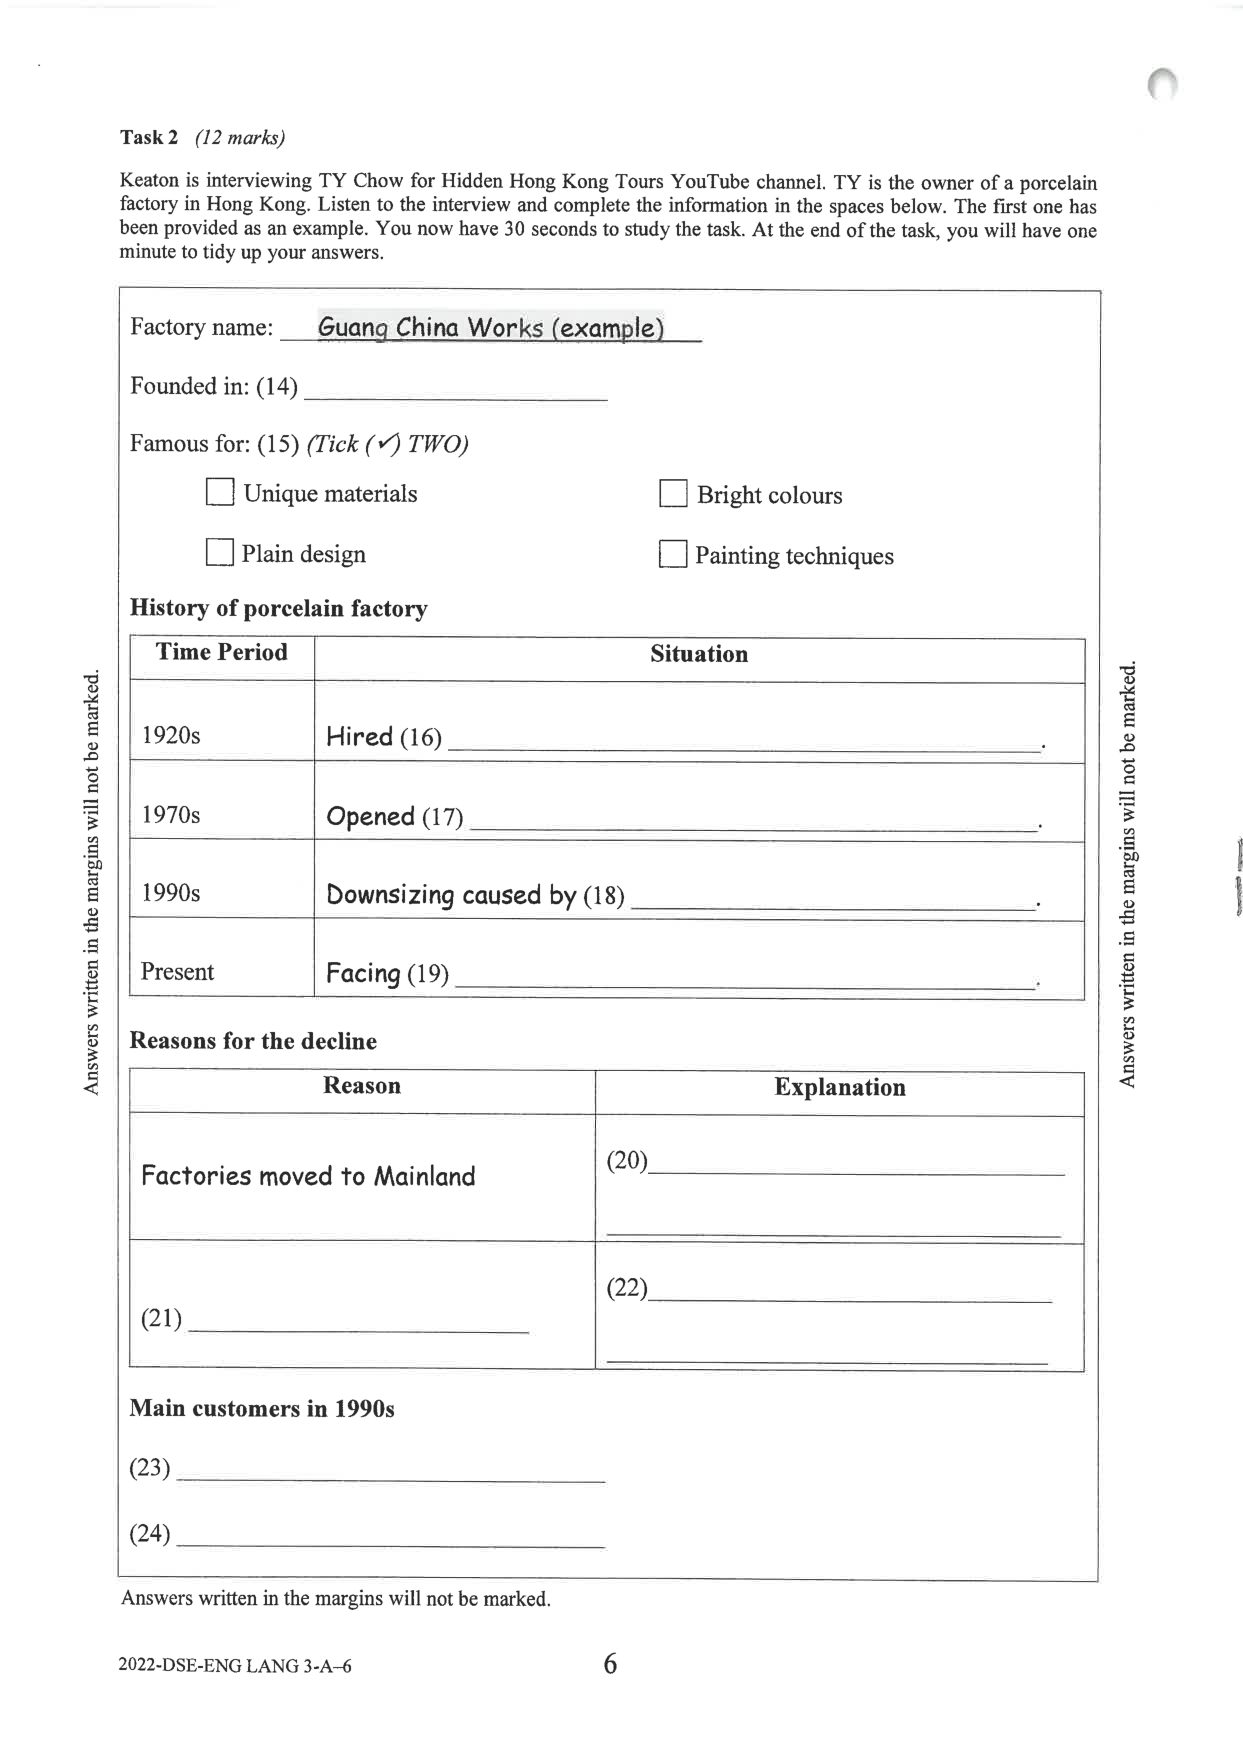 Task 2 (12 marks)
Keaton is interviewing TY Chow for Hidden Hong Kong Tours YouTube channel. TY is the owner of a porcelain
factory in Hong Kong. Listen to the interview and complete the information in the spaces below. The first one has
been provided as an example. You now have 30 seconds to study the task. At the end of the task, you will have one
minute to tidy up your answers.
Factory name: Guang China Works (example)
Founded in: (14)
Famous for: (15) (Tick (✓) TWO)
Unique materials
Bright colours
Plain design
Painting techniques
History of porcelain factory
Time Period
Situation
1920s
Hired (16) .
1970s
Opened (17) .
1990s
Downsizing caused by (18) .
Present
Facing (19) .
Reasons for the decline
Reason
Explanation
Factories moved to Mainland
(20)
(21)
(22)
Main customers in 1990s
(23)
(24)
Answers written in the margins will not be marked.
Answers written in the margins will not be marked.
Answers written in the margins will not be marked.
2022-DSE-ENG LANG 3-A–6
6